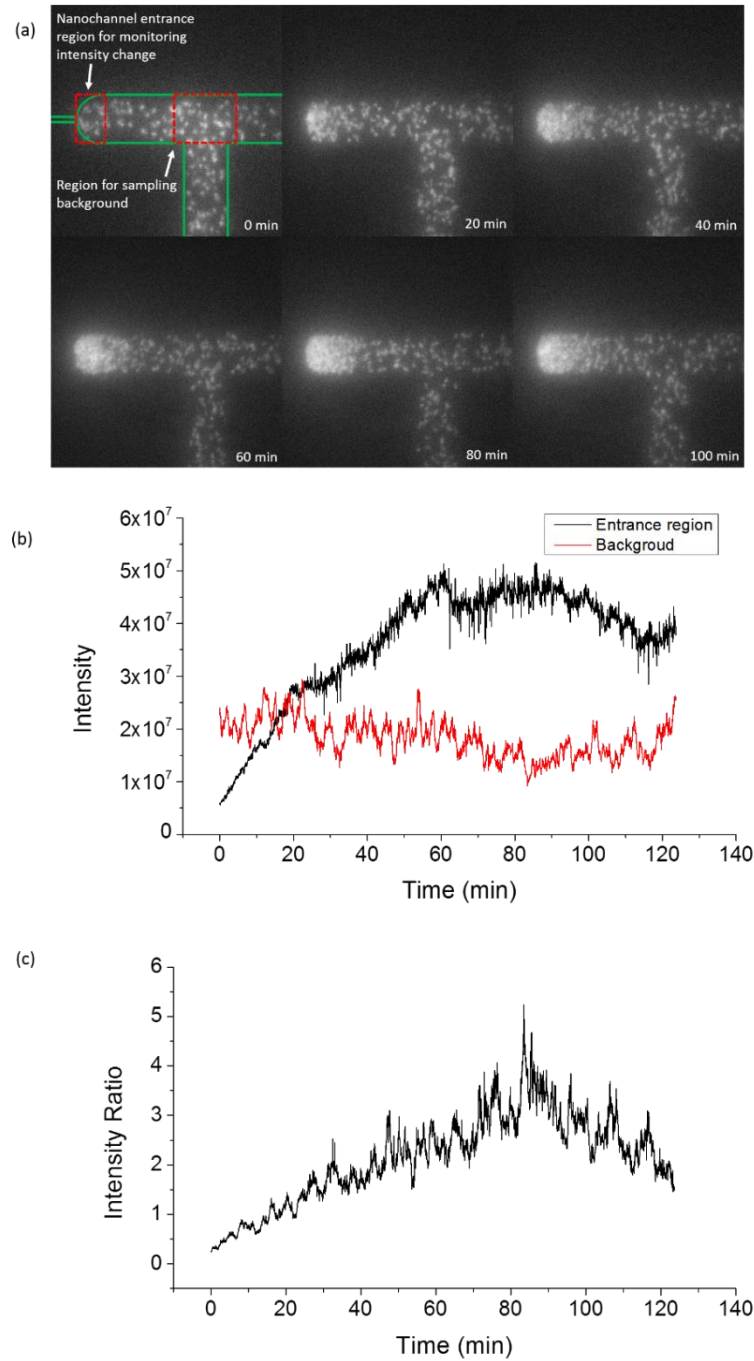 (a)
Nanochannel entrance
region for monitoring
intensity change
Region for sampling
background
0 min
20 min
40 min
60 min
80 min
100 min
(b)
6x10⁷
5x10⁷
4x10⁷
3x10⁷
2x10⁷
1x10⁷
0
Intensity
Entrance region
Backgroud
0 20 40 60 80 100 120 140
Time (min)
(c)
6
5
4
3
2
1
0
Intensity Ratio
0 20 40 60 80 100 120 140
Time (min)